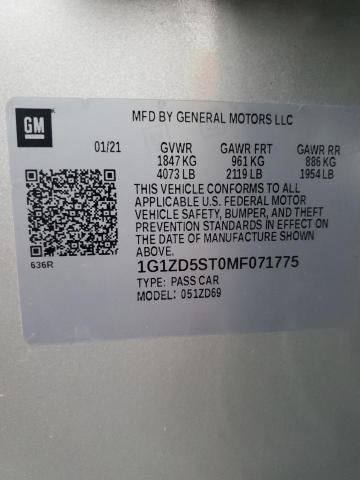 GM
MFD BY GENERAL MOTORS LLC
01/21 GVWR GAWR FRT GAWR RR
1847 KG 961 KG 886 KG
4073 LB 2119 LB 1954 LB
THIS VEHICLE CONFORMS TO ALL
APPLICABLE U.S. FEDERAL MOTOR
VEHICLE SAFETY, BUMPER, AND THEFT
PREVENTION STANDARDS IN EFFECT ON
THE DATE OF MANUFACTURE SHOWN
ABOVE.
636R
1G1ZD5ST0MF071775
TYPE: PASS CAR
MODEL: 051ZD69